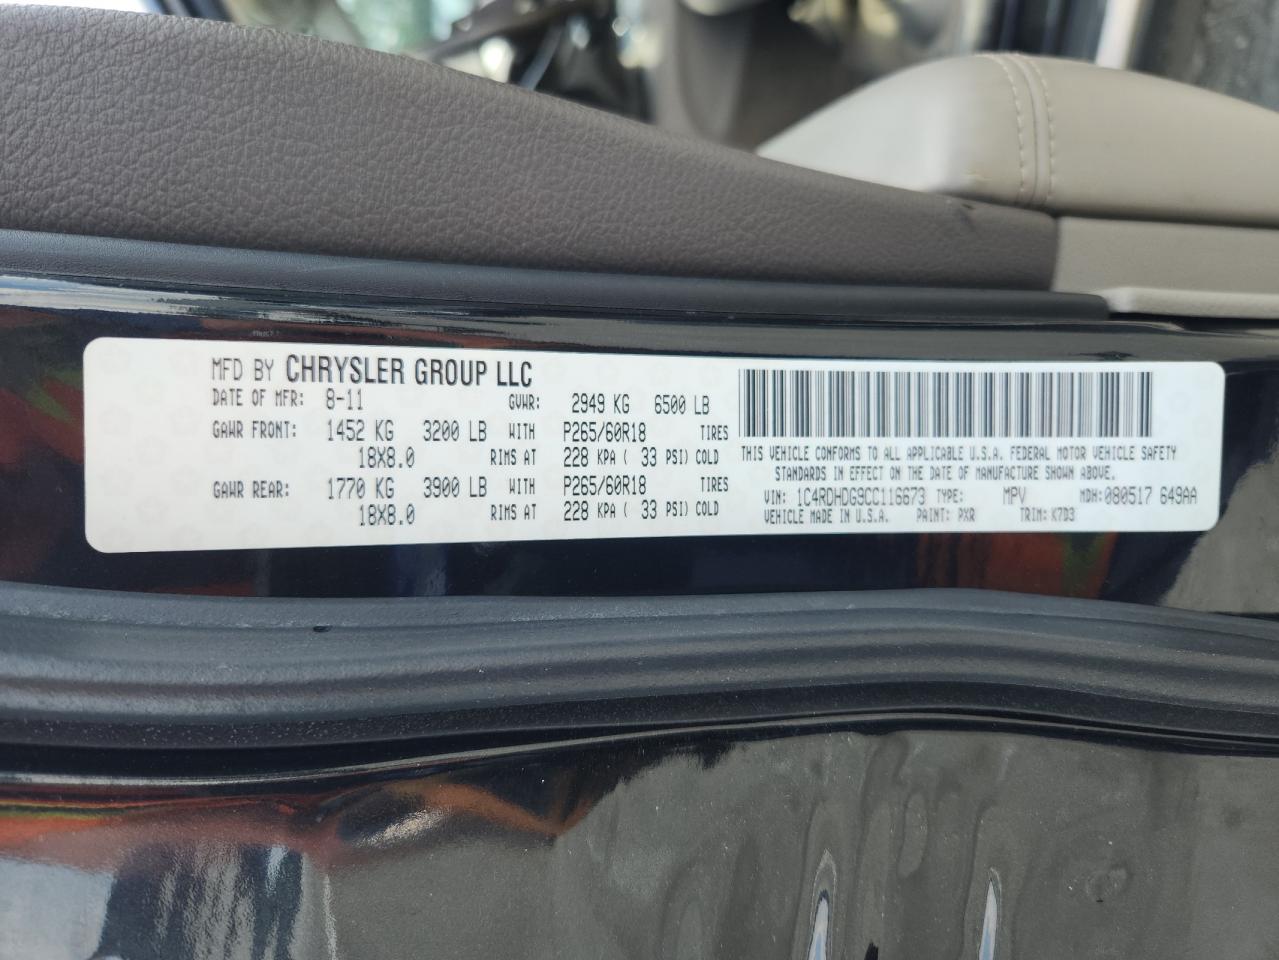 MFD BY CHRYSLER GROUP LLC
DATE OF MFR: 8-11 GVWR: 2949 KG 6500 LB
GAWR FRONT: 1452 KG 3200 LB WITH P265/60R18 TIRES
18X8.0 RIMS AT 228 KPA ( 33 PSI) COLD
GAWR REAR: 1770 KG 3900 LB WITH P265/60R18 TIRES
18X8.0 RIMS AT 228 KPA ( 33 PSI) COLD
THIS VEHICLE CONFORMS TO ALL APPLICABLE U.S.A. FEDERAL MOTOR VEHICLE SAFETY
STANDARDS IN EFFECT ON THE DATE OF MANUFACTURE SHOWN ABOVE.
VIN: 1C4RDHDG9CC116673 TYPE: MPV MDH: 080517 649AA
VEHICLE MADE IN U.S.A. PAINT: PXR TRIM: K7D3